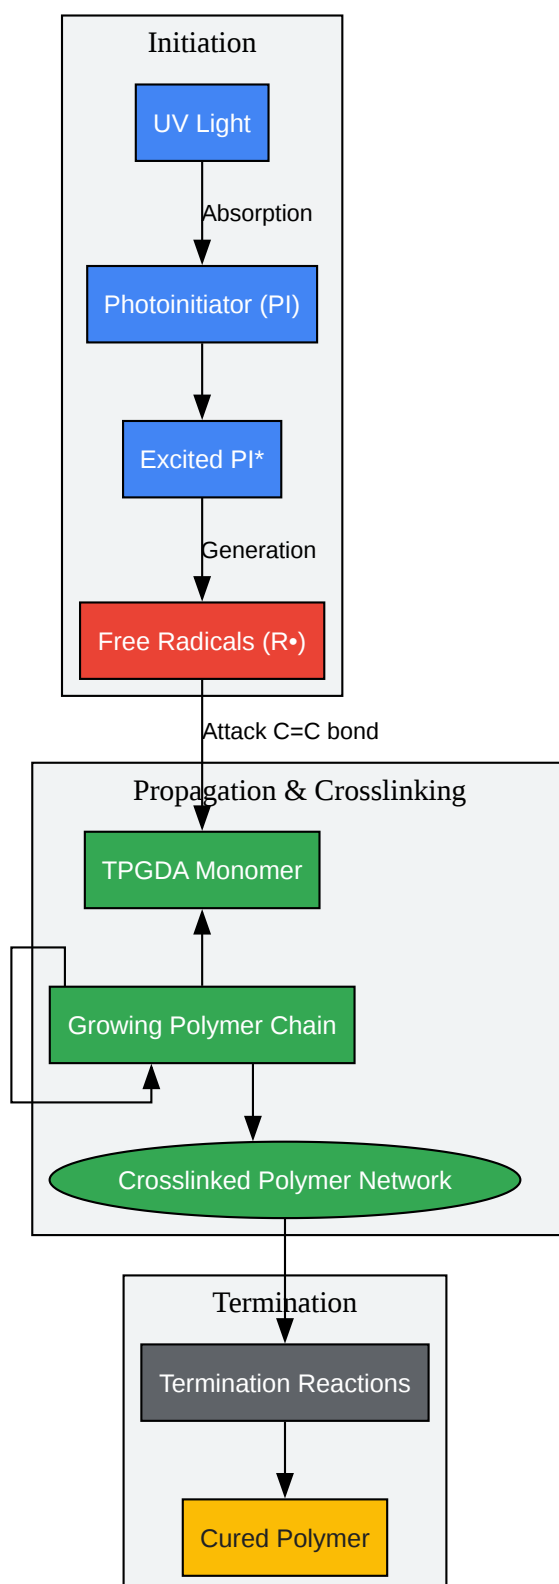 Initiation
UV Light
Absorption
Photoinitiator (PI)
Excited PI*
Generation
Free Radicals (R•)
Attack C=C bond
Propagation & Crosslinking
TPGDA Monomer
Growing Polymer Chain
Crosslinked Polymer Network
Termination
Termination Reactions
Cured Polymer